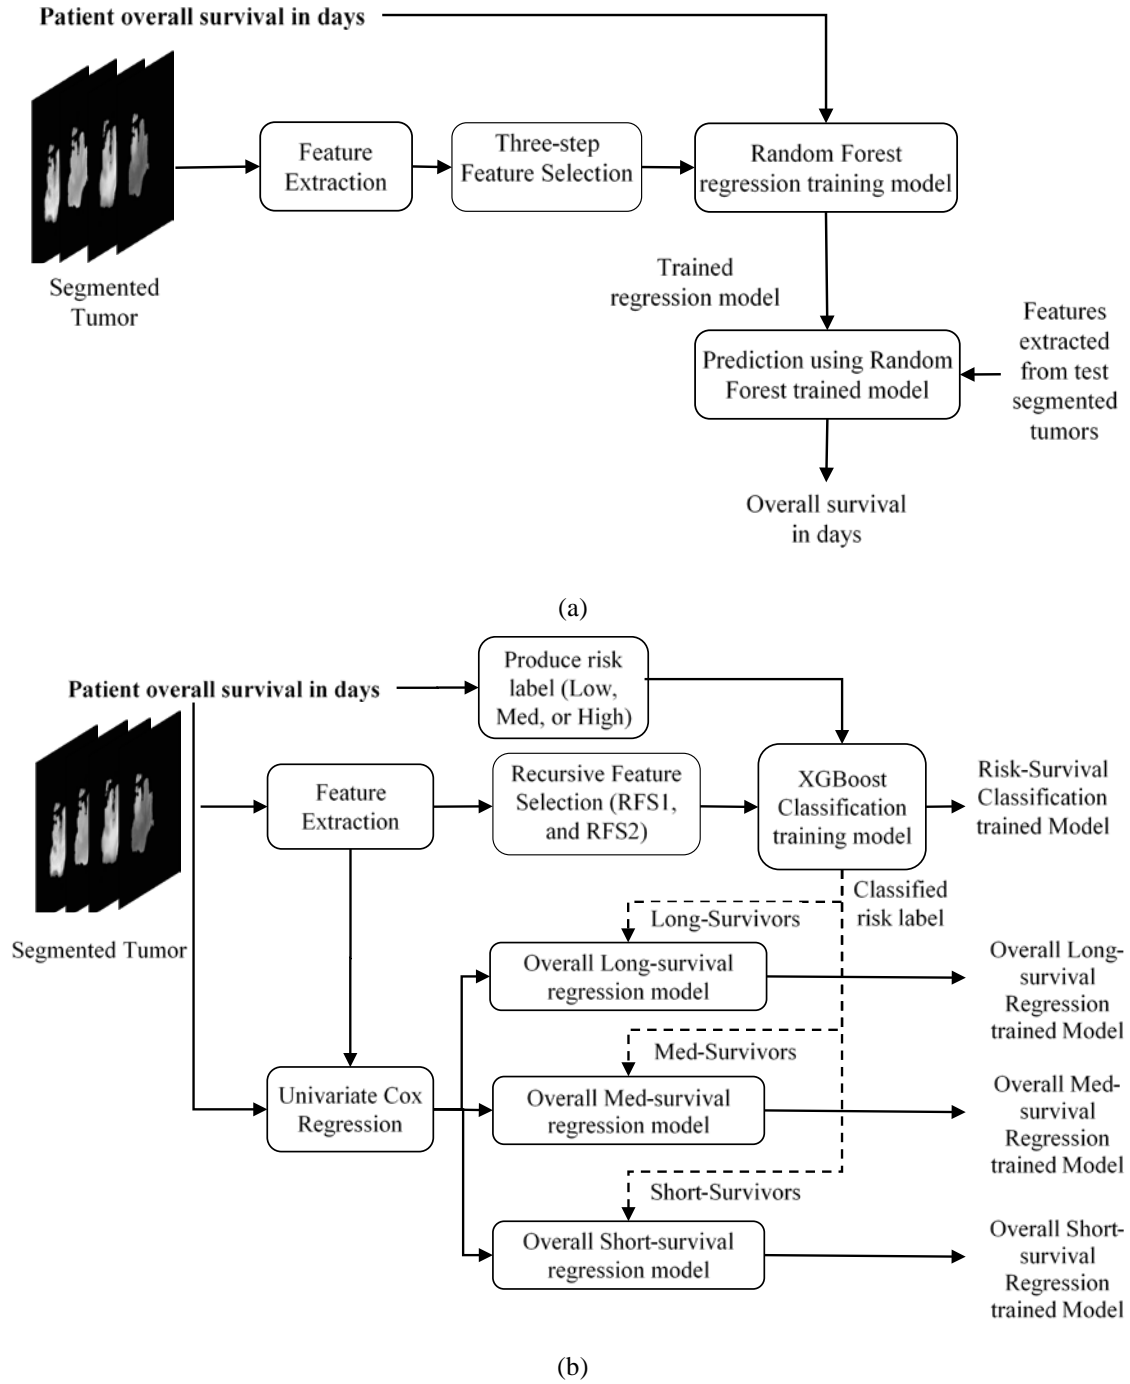 Patient overall survival in days
Feature
Extraction
Three-step
Feature Selection
Random Forest
regression training model
Segmented
Tumor
Trained
regression model
Features
extracted
from test
segmented
tumors
Prediction using Random
Forest trained model
Overall survival
in days
(a)
Produce risk
label (Low,
Med, or High)
Patient overall survival in days
Feature
Extraction
Recursive Feature
Selection (RFS1,
and RFS2)
XGBoost
Classification
training model
Risk-Survival
Classification
trained Model
Segmented Tumor
Classified
risk label
Long-Survivors
Overall Long-survival
regression model
Overall Long-
survival
Regression
trained Model
Med-Survivors
Univariate Cox
Regression
Overall Med-survival
regression model
Overall Med-
survival
Regression
trained Model
Short-Survivors
Overall Short-survival
regression model
Overall Short-
survival
Regression
trained Model
(b)